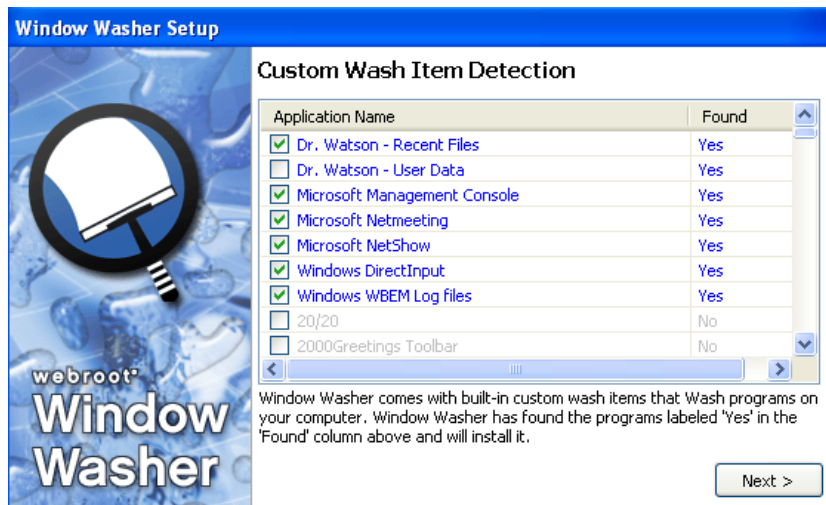 Window Washer Setup
Custom Wash Item Detection
Application Name Found
Dr. Watson - Recent Files Yes
Dr. Watson - User Data Yes
Microsoft Management Console Yes
Microsoft Netmeeting Yes
Microsoft NetShow Yes
Windows DirectInput Yes
Windows WBEM Log files Yes
20/20 No
2000Greetings Toolbar No
webroot
Window
Washer
Window Washer comes with built-in custom wash items that Wash programs on
your computer. Window Washer has found the programs labeled 'Yes' in the
'Found' column above and will install it.
Next >